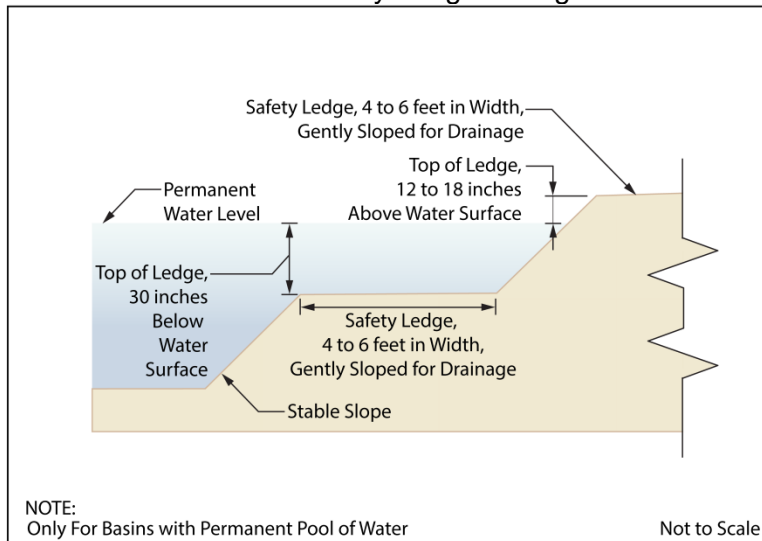 Safety Ledge, 4 to 6 feet in Width,
Gently Sloped for Drainage
Top of Ledge,
12 to 18 inches
Above Water Surface
Permanent
Water Level
Top of Ledge,
30 inches
Below
Water
Surface
Safety Ledge,
4 to 6 feet in Width,
Gently Sloped for Drainage
Stable Slope
NOTE:
Only For Basins with Permanent Pool of Water
Not to Scale